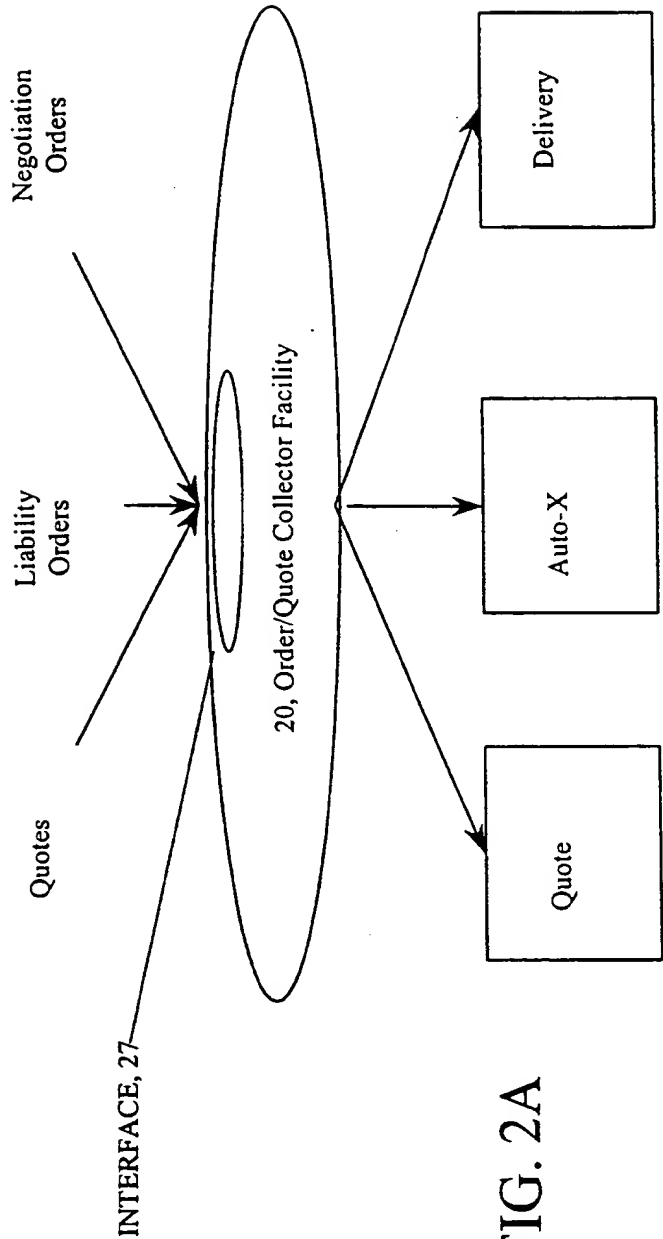 Quotes
Liability
Orders
Negotiation
Orders
INTERFACE, 27
20, Order/Quote Collector Facility
Quote
Auto-X
Delivery
FIG. 2A